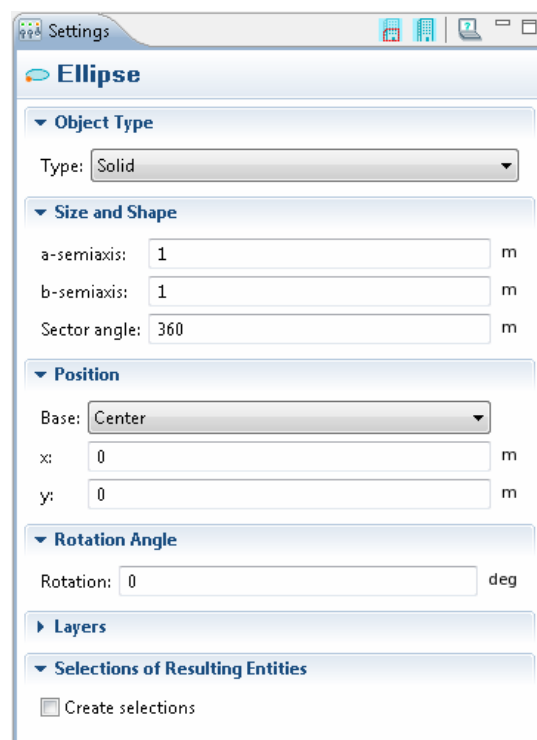 Settings
Ellipse
Object Type
Type: Solid
Size and Shape
a-semiaxis: 1 m
b-semiaxis: 1 m
Sector angle: 360 m
Position
Base: Center
x: 0 m
y: 0 m
Rotation Angle
Rotation: 0 deg
Layers
Selections of Resulting Entities
Create selections